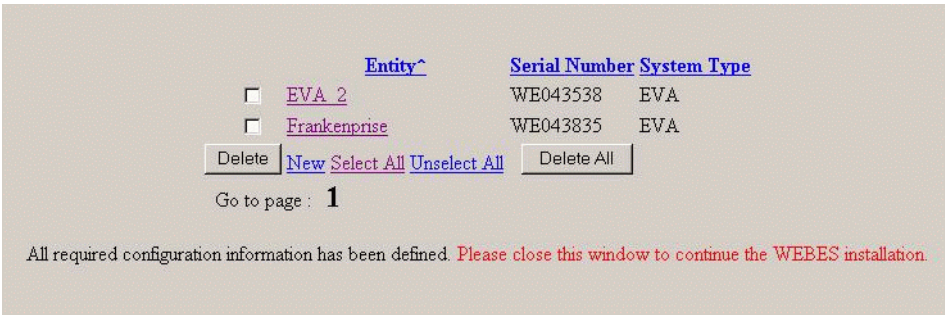 Entity^ Serial Number System Type
EVA 2 WE043538 EVA
Frankenprise WE043835 EVA
Delete New Select All Unselect All Delete All
Go to page : 1
All required configuration information has been defined. Please close this window to continue the WEBES installation.